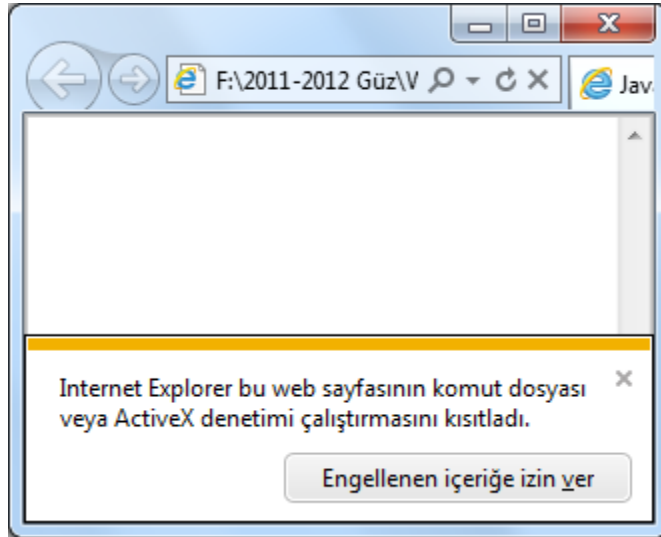 F:\2011-2012 Güz\V
Jav
Internet Explorer bu web sayfasının komut dosyası
veya ActiveX denetimi çalıştırmasını kısıtladı.
Engellenen içeriğe izin ver